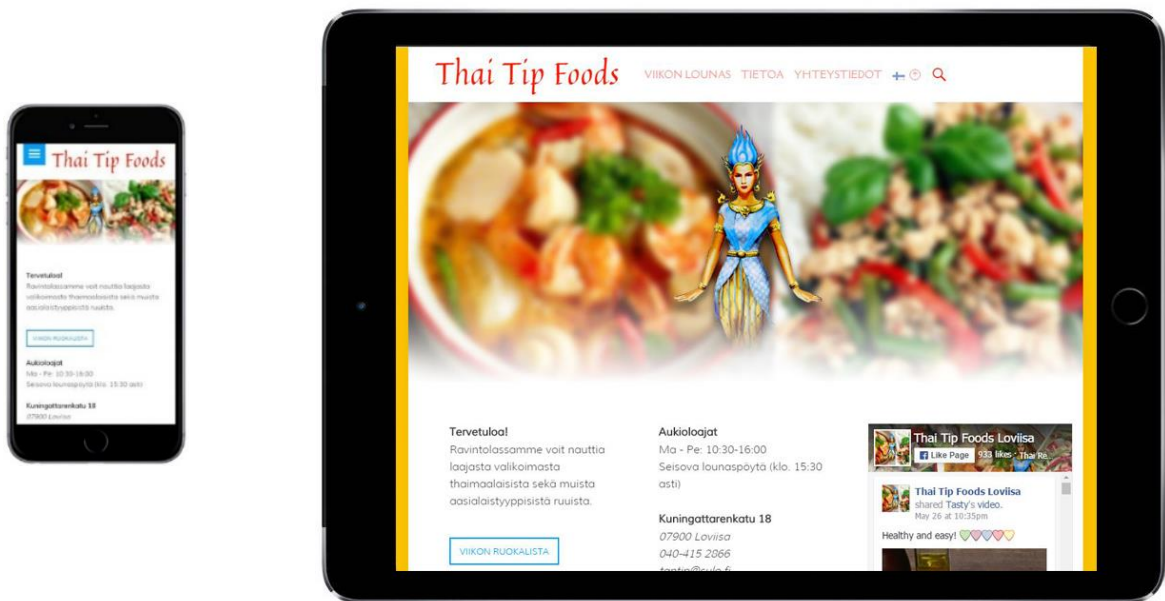 Thai Tip Foods
Tervetuloa!
Ravintolassamme voit nauttia laajasta
valikoimasta thaimaalaisista sekä muista
aasialaistyyppisistä ruuista.
VIIKON RUOKALISTA
Aukioloajat
Ma - Pe: 10:30-16:00
Seisova lounaspöytä (klo. 15:30 asti)
Kuningattarenkatu 18
07900 Loviisa
Thai Tip Foods
VIIKON LOUNAS TIETOA YHTEYSTIEDOT
Tervetuloa!
Ravintolassamme voit nauttia
laajasta valikoimasta
thaimaalaisista sekä muista
aasialaistyyppisistä ruuista.
VIIKON RUOKALISTA
Aukioloajat
Ma - Pe: 10:30-16:00
Seisova lounaspöytä (klo. 15:30
asti)
Kuningattarenkatu 18
07900 Loviisa
040-415 2866
Thai Tip Foods Loviisa
Like Page 933 likes · Thai Re..
Thai Tip Foods Loviisa
shared Tasty's video.
May 26 at 10:35pm
Healthy and easy!